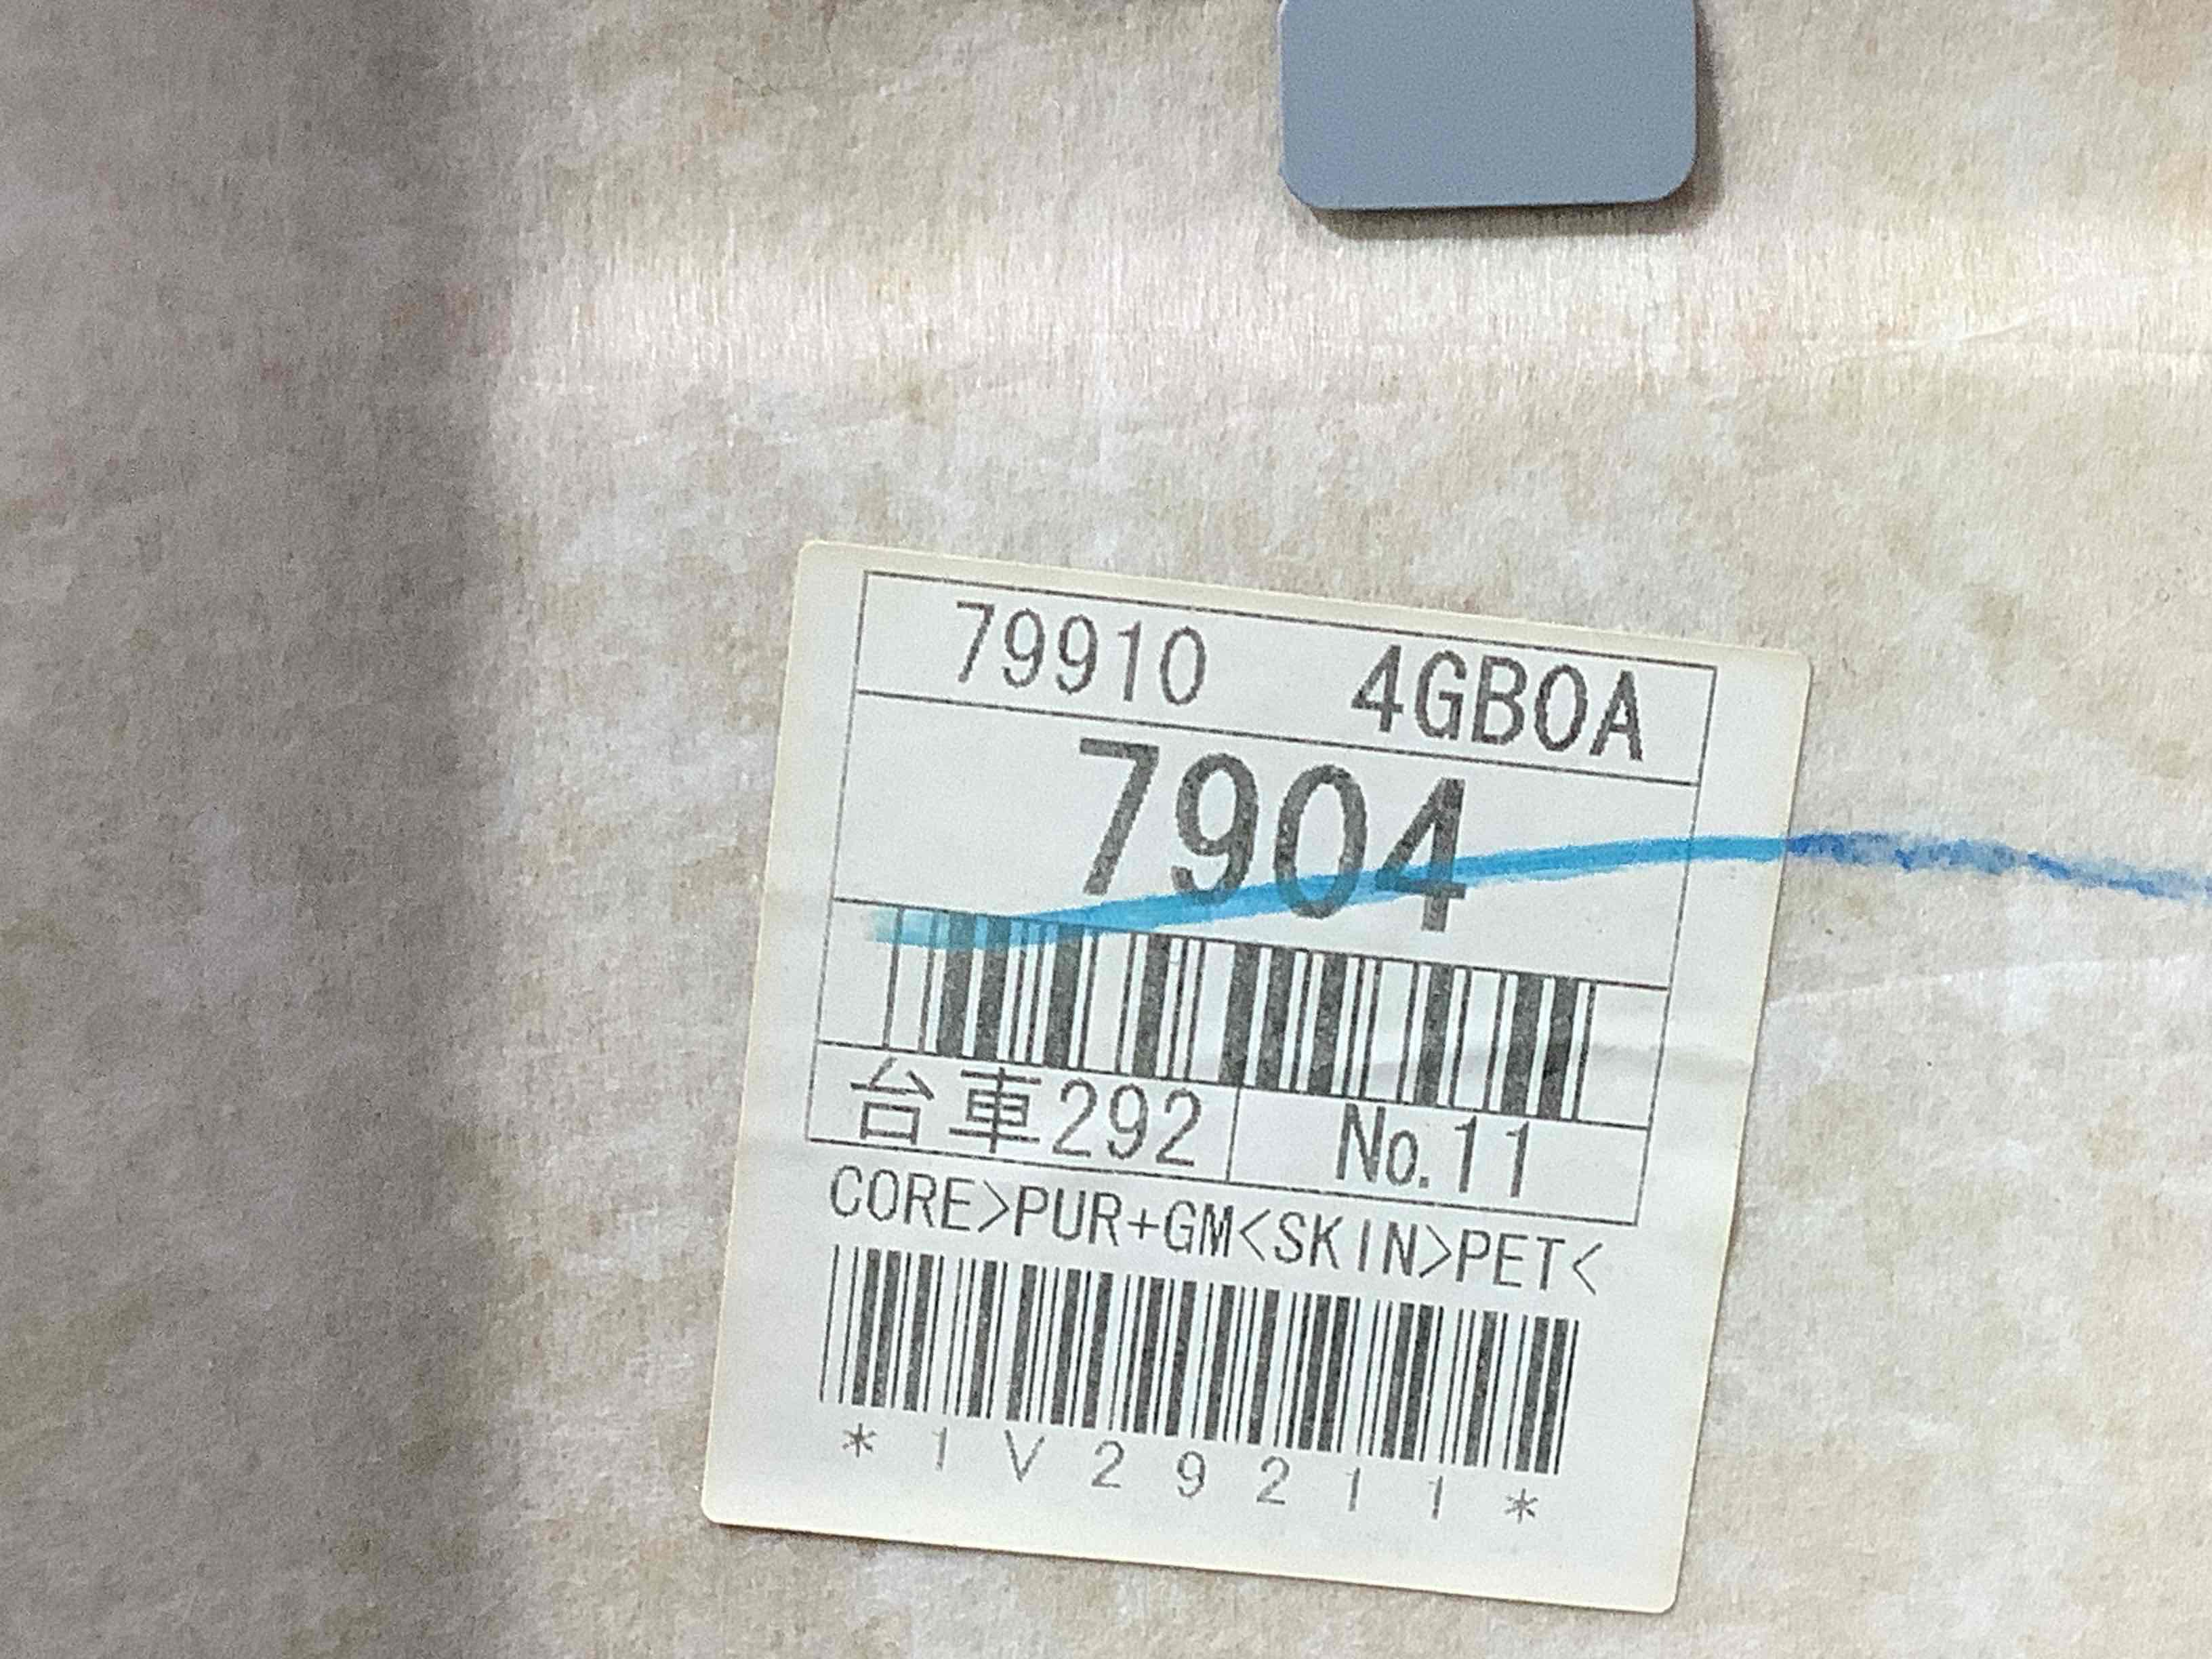 79910 4GB0A
7904
台車292 No.11
CORE>PUR+GM<SKIN>PET<
*1V29211*